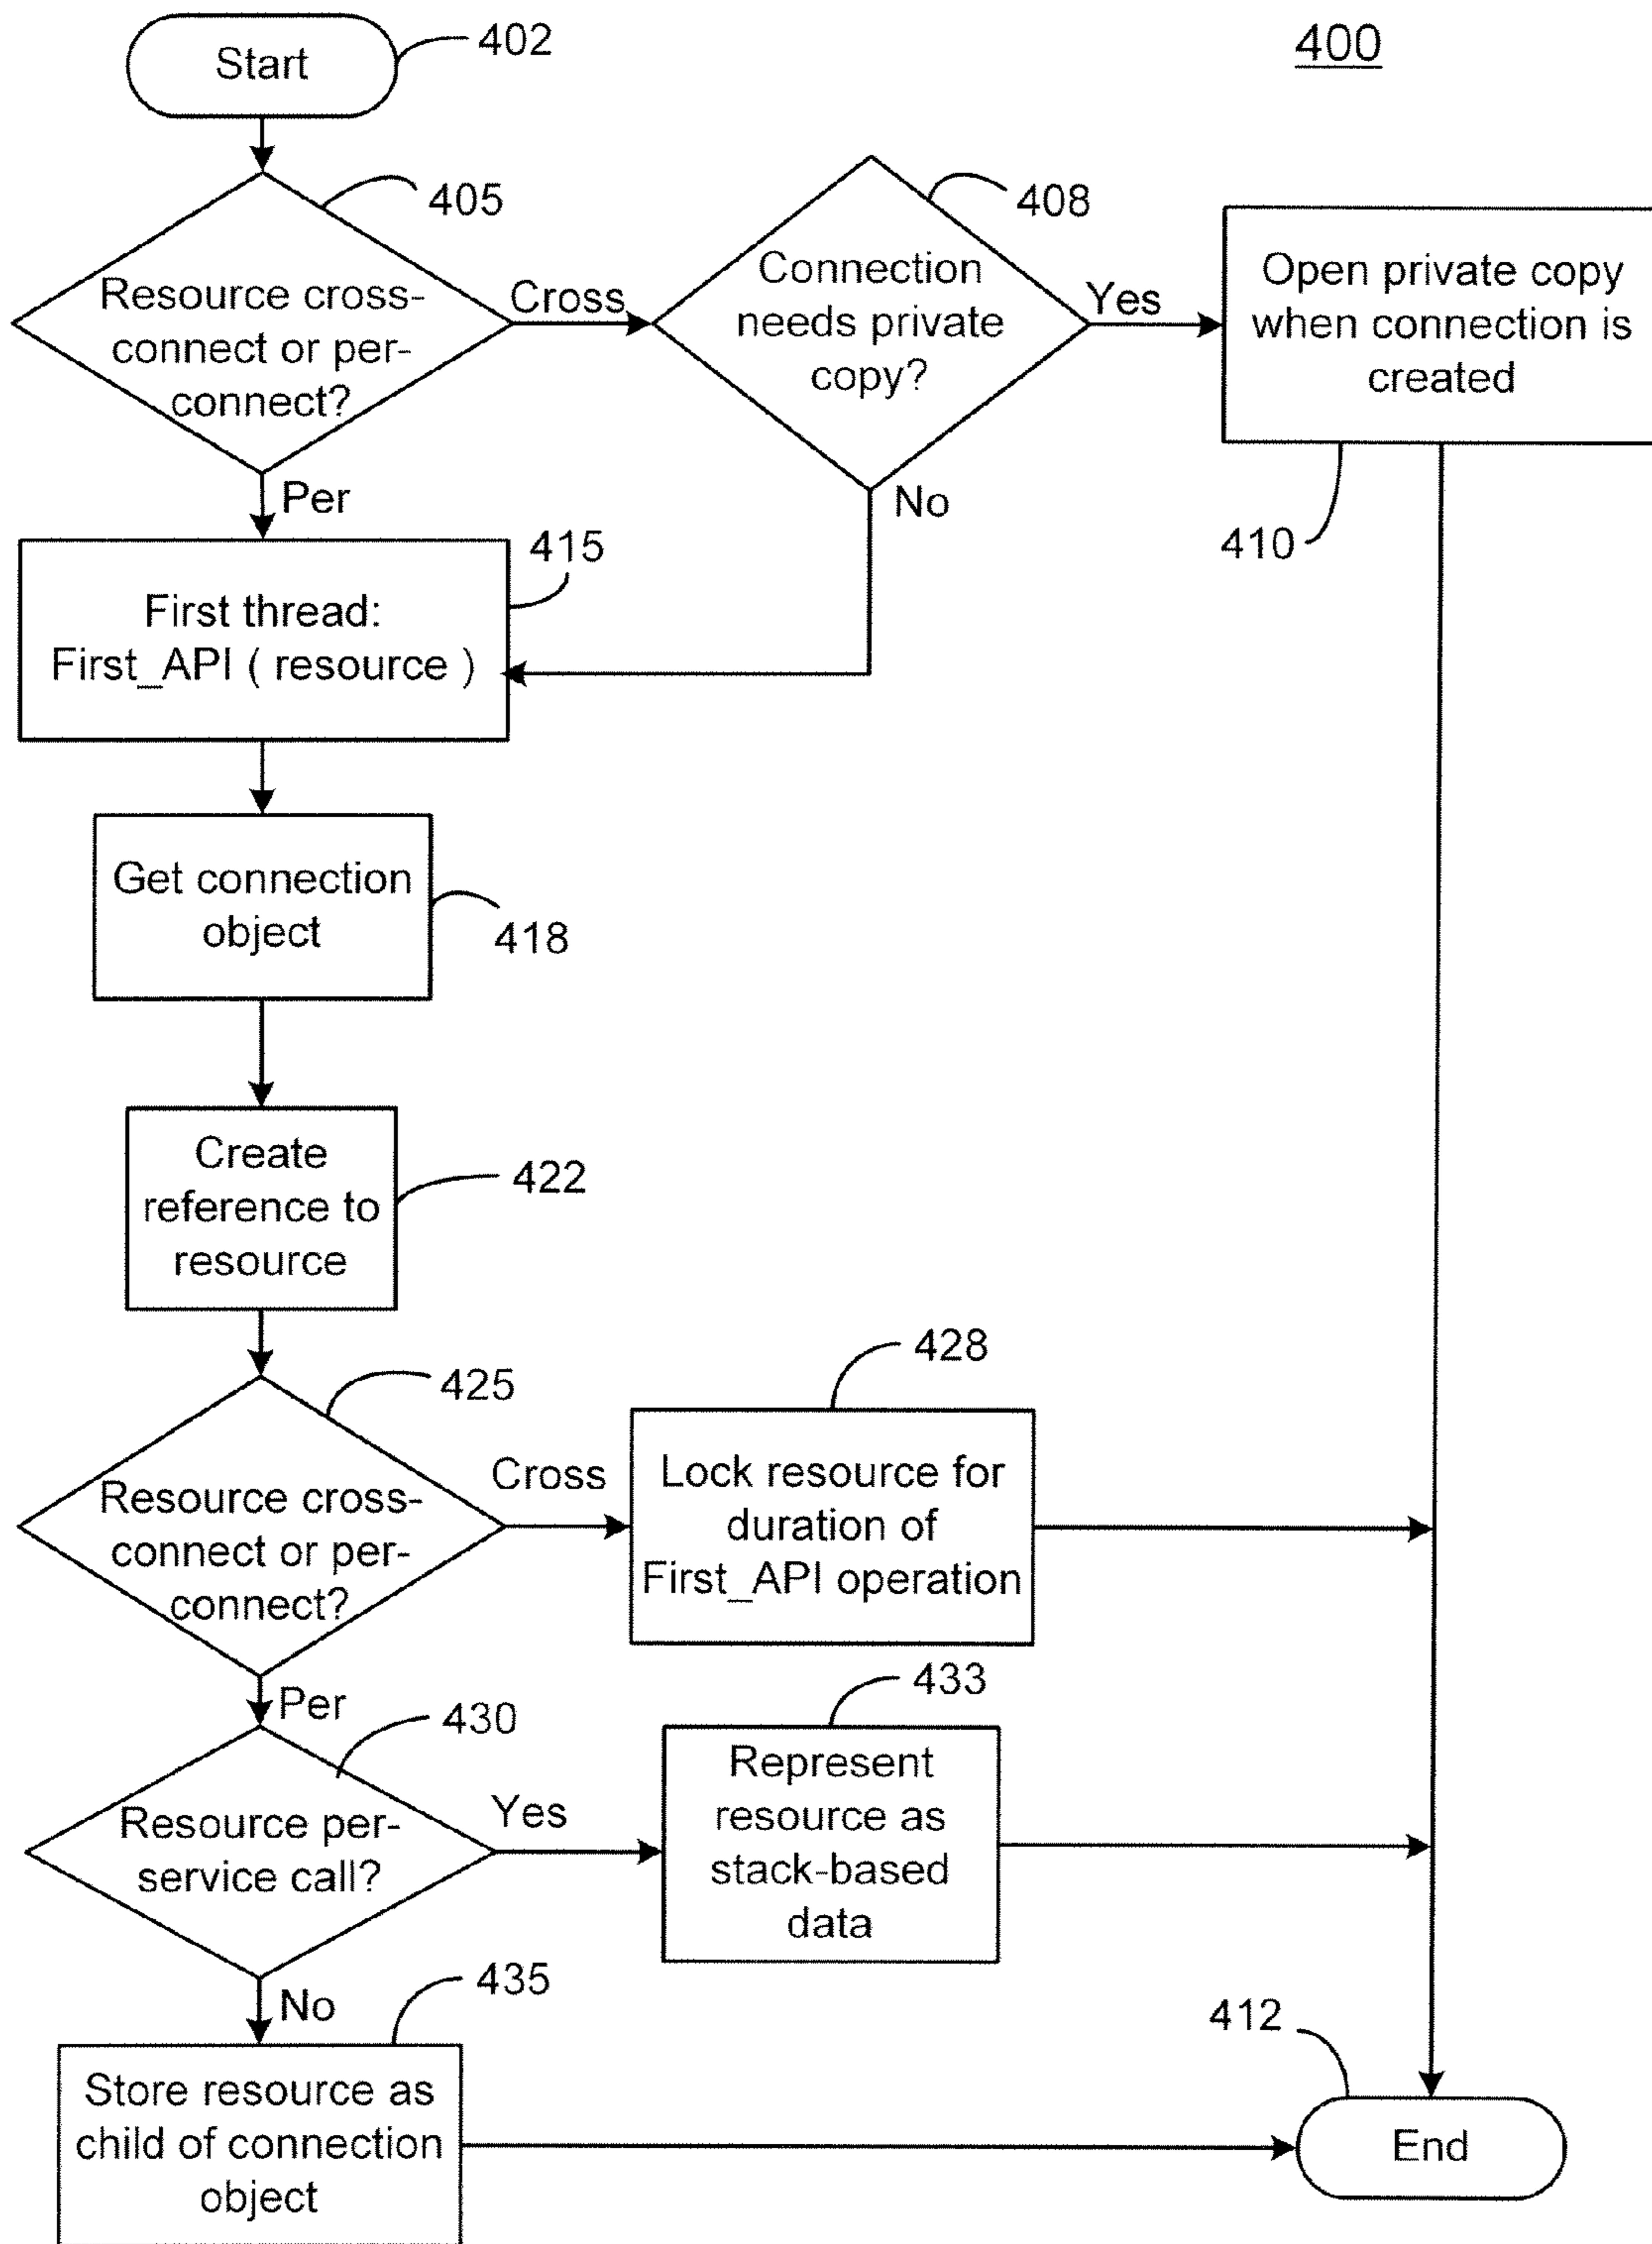 400
Start
402
Resource cross-
connect or per-
connect?
405
Cross
Per
Connection
needs private
copy?
408
Yes
No
Open private copy
when connection is
created
410
First thread:
First_API ( resource )
415
Get connection
object
418
Create
reference to
resource
422
Resource cross-
connect or per-
connect?
425
Cross
Per
Lock resource for
duration of
First_API operation
428
Resource per-
service call?
430
Yes
No
Represent
resource as
stack-based
data
433
Store resource as
child of connection
object
435
End
412